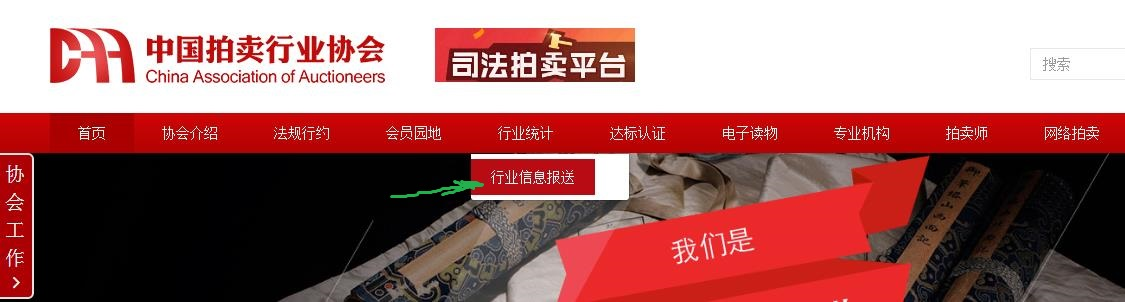 中国拍卖行业协会
China Association of Auctioneers
司法拍卖平台
搜索
首页
协会介绍
法规行约
会员园地
行业统计
达标认证
电子读物
专业机构
拍卖师
网络拍卖
行业信息报送
协会工作
我们是